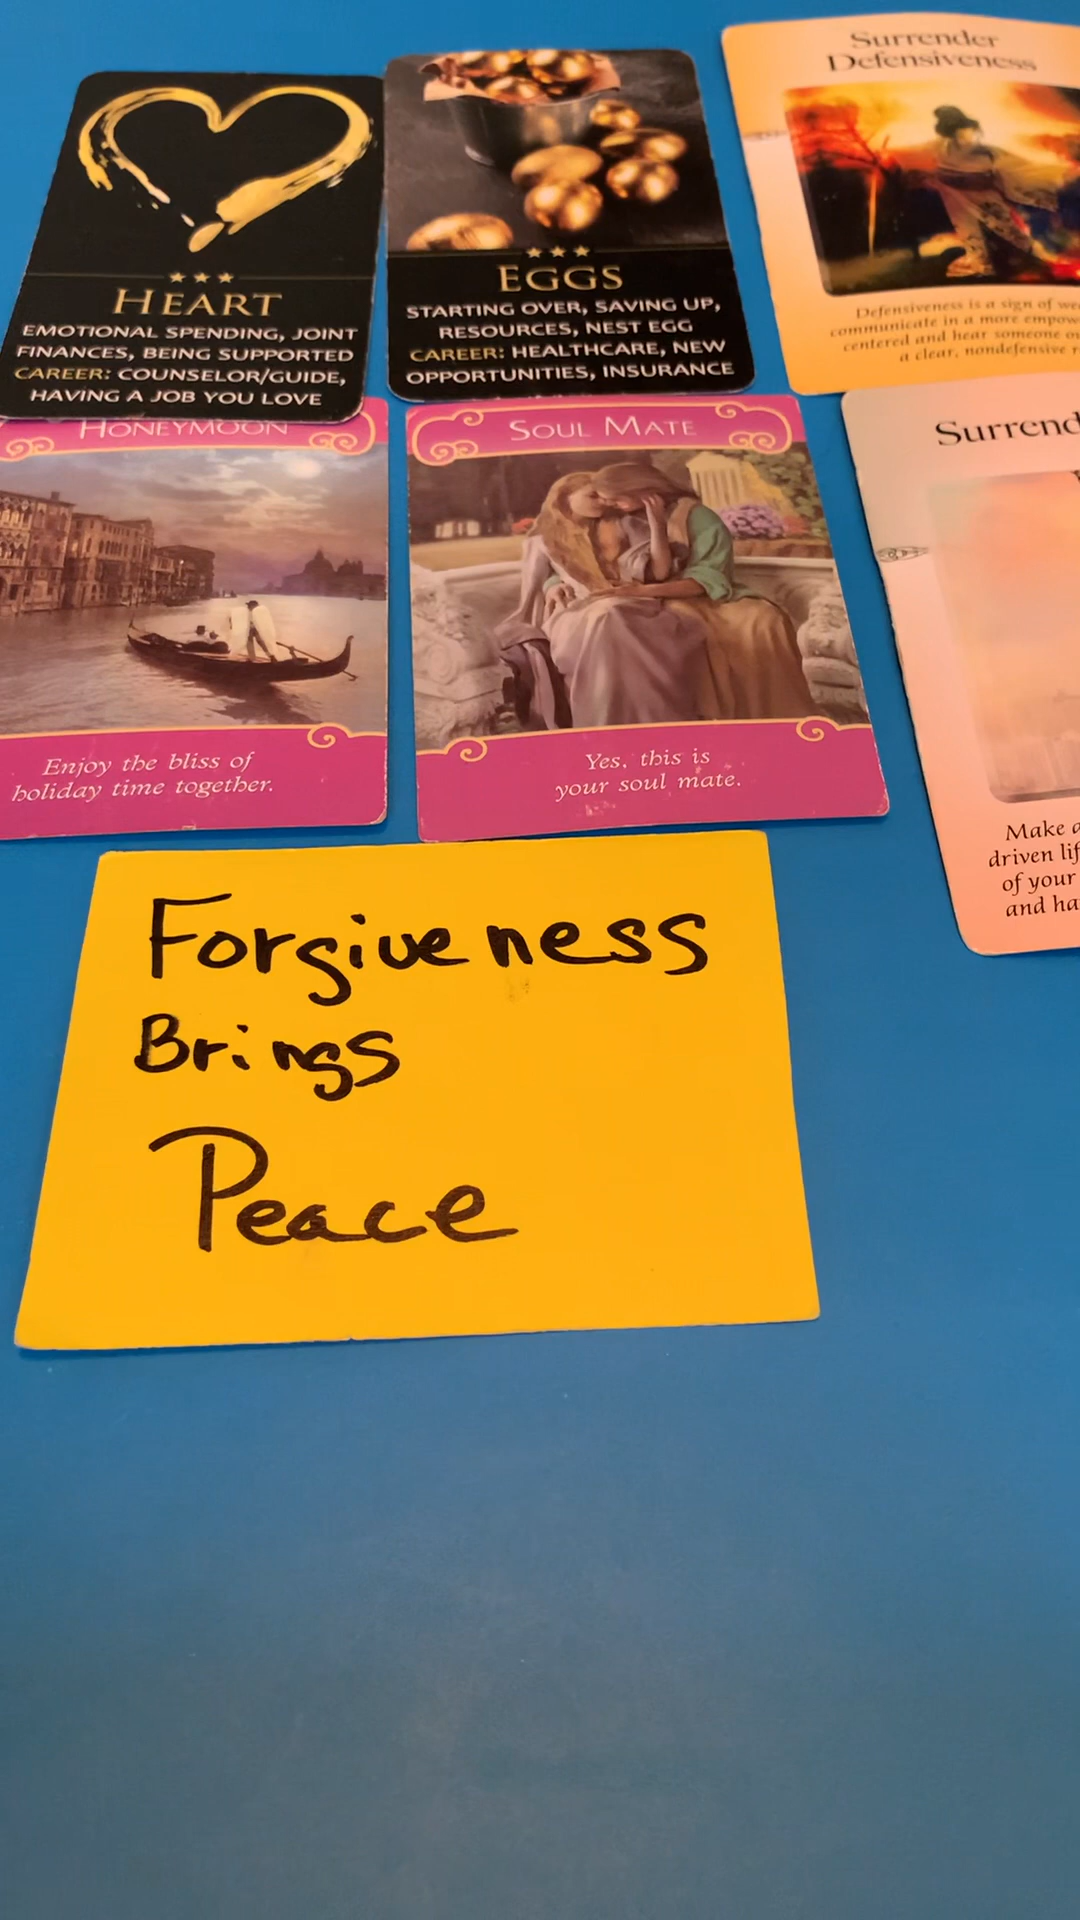 HEART
EMOTIONAL SPENDING, JOINT
FINANCES, BEING SUPPORTED
CAREER: COUNSELOR/GUIDE,
HAVING A JOB YOU LOVE
EGGS
STARTING OVER, SAVING UP,
RESOURCES, NEST EGG
CAREER: HEALTHCARE, NEW
OPPORTUNITIES, INSURANCE
Surrender
Defensiveness
Defensiveness is a sign of
communicate in a more
centered and hear someone
a clear, nondefensive
HONEYMOON
Enjoy the bliss of
holiday time together.
SOUL MATE
Yes, this is
your soul mate.
Make
driven
of your
and
Forgiveness
Brings
Peace